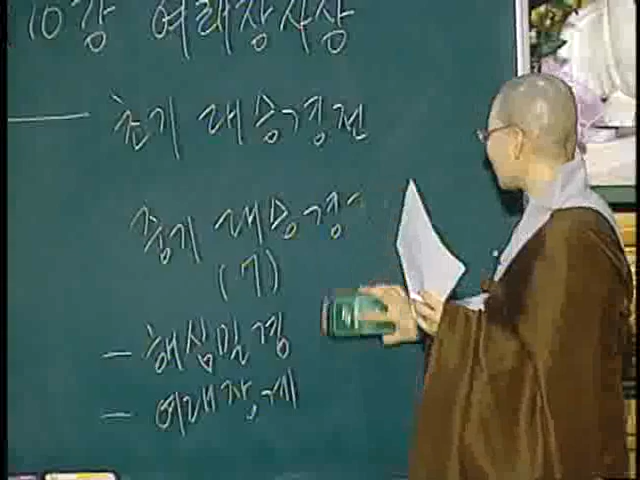 10강 여래장사상
초기 대승경전
중기 대승경
(7)
- 해심밀경
- 여래장,계